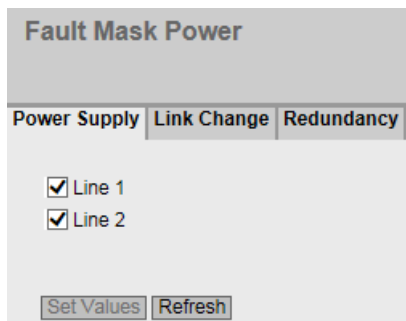 Fault Mask Power
Power Supply Link Change Redundancy
Line 1
Line 2
Set Values Refresh